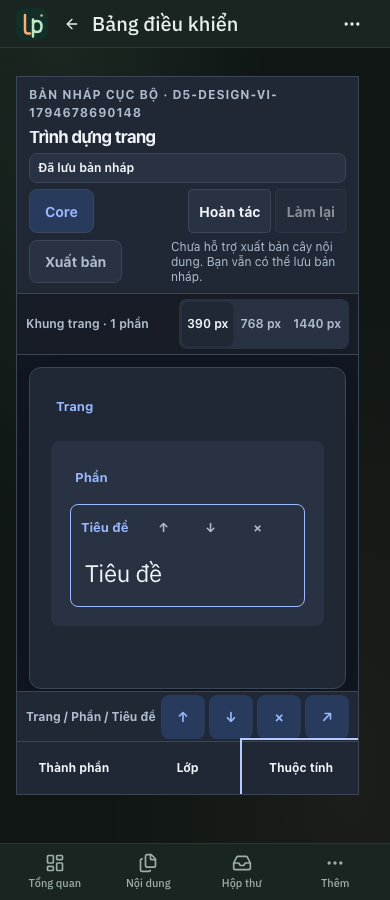 lp
← Bảng điều khiển
BẢN NHÁP CỤC BỘ · D5-DESIGN-VI-
1794678690148
Trình dựng trang
Đã lưu bản nháp
Core
Hoàn tác
Làm lại
Xuất bản
Chưa hỗ trợ xuất bản cây nội
dung. Bạn vẫn có thể lưu bản
nháp.
Khung trang · 1 phần
390 px 768 px 1440 px
Trang
Phần
Tiêu đề ↑ ↓ ×
Tiêu đề
Trang / Phần / Tiêu đề ↑ ↓ × ↗
Thành phần Lớp Thuộc tính
Tổng quan Nội dung Hộp thư Thêm